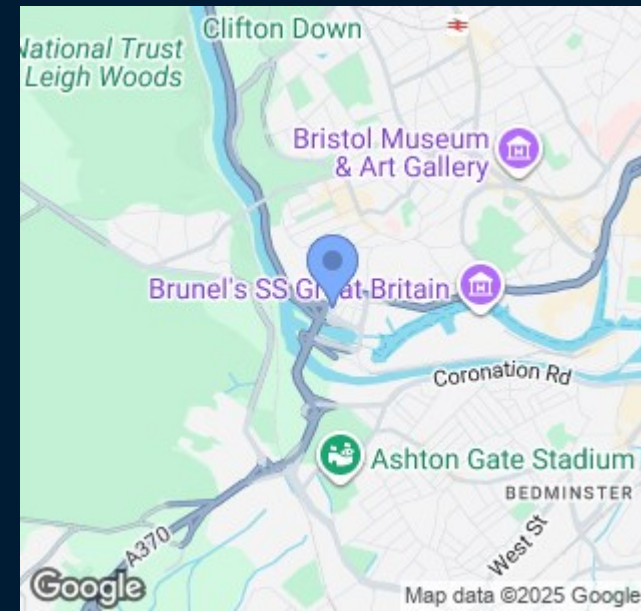 Clifton Down
National Trust
Leigh Woods
Bristol Museum
& Art Gallery
Brunel's SS Great Britain
Coronation Rd
Ashton Gate Stadium
BEDMINSTER
A370
West St
Google
Map data ©2025 Google